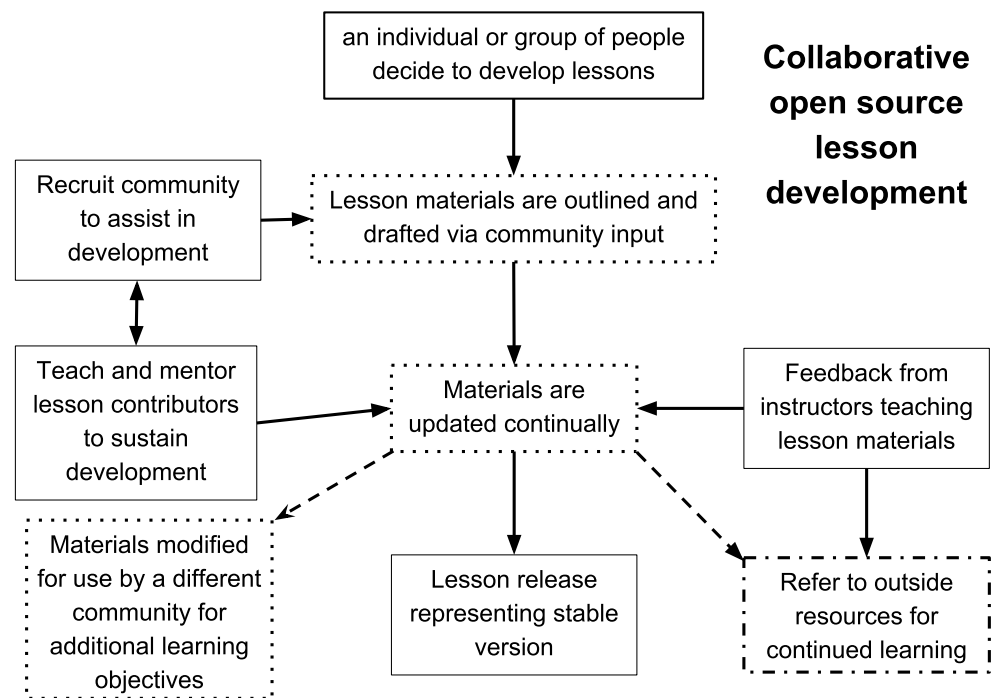 an individual or group of people
decide to develop lessons
Collaborative
open source
lesson
development
Recruit community
to assist in
development
Lesson materials are outlined and
drafted via community input
Teach and mentor
lesson contributors
to sustain
development
Materials are
updated continually
Feedback from
instructors teaching
lesson materials
Materials modified
for use by a different
community for
additional learning
objectives
Lesson release
representing stable
version
Refer to outside
resources for
continued learning